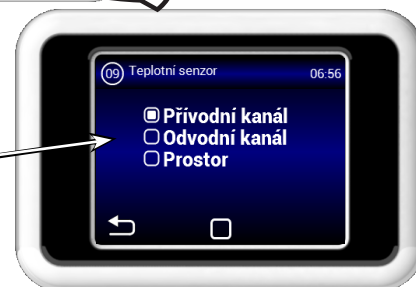 09 Teplotní senzor 06:56
Přívodní kanál
Odvodní kanál
Prostor